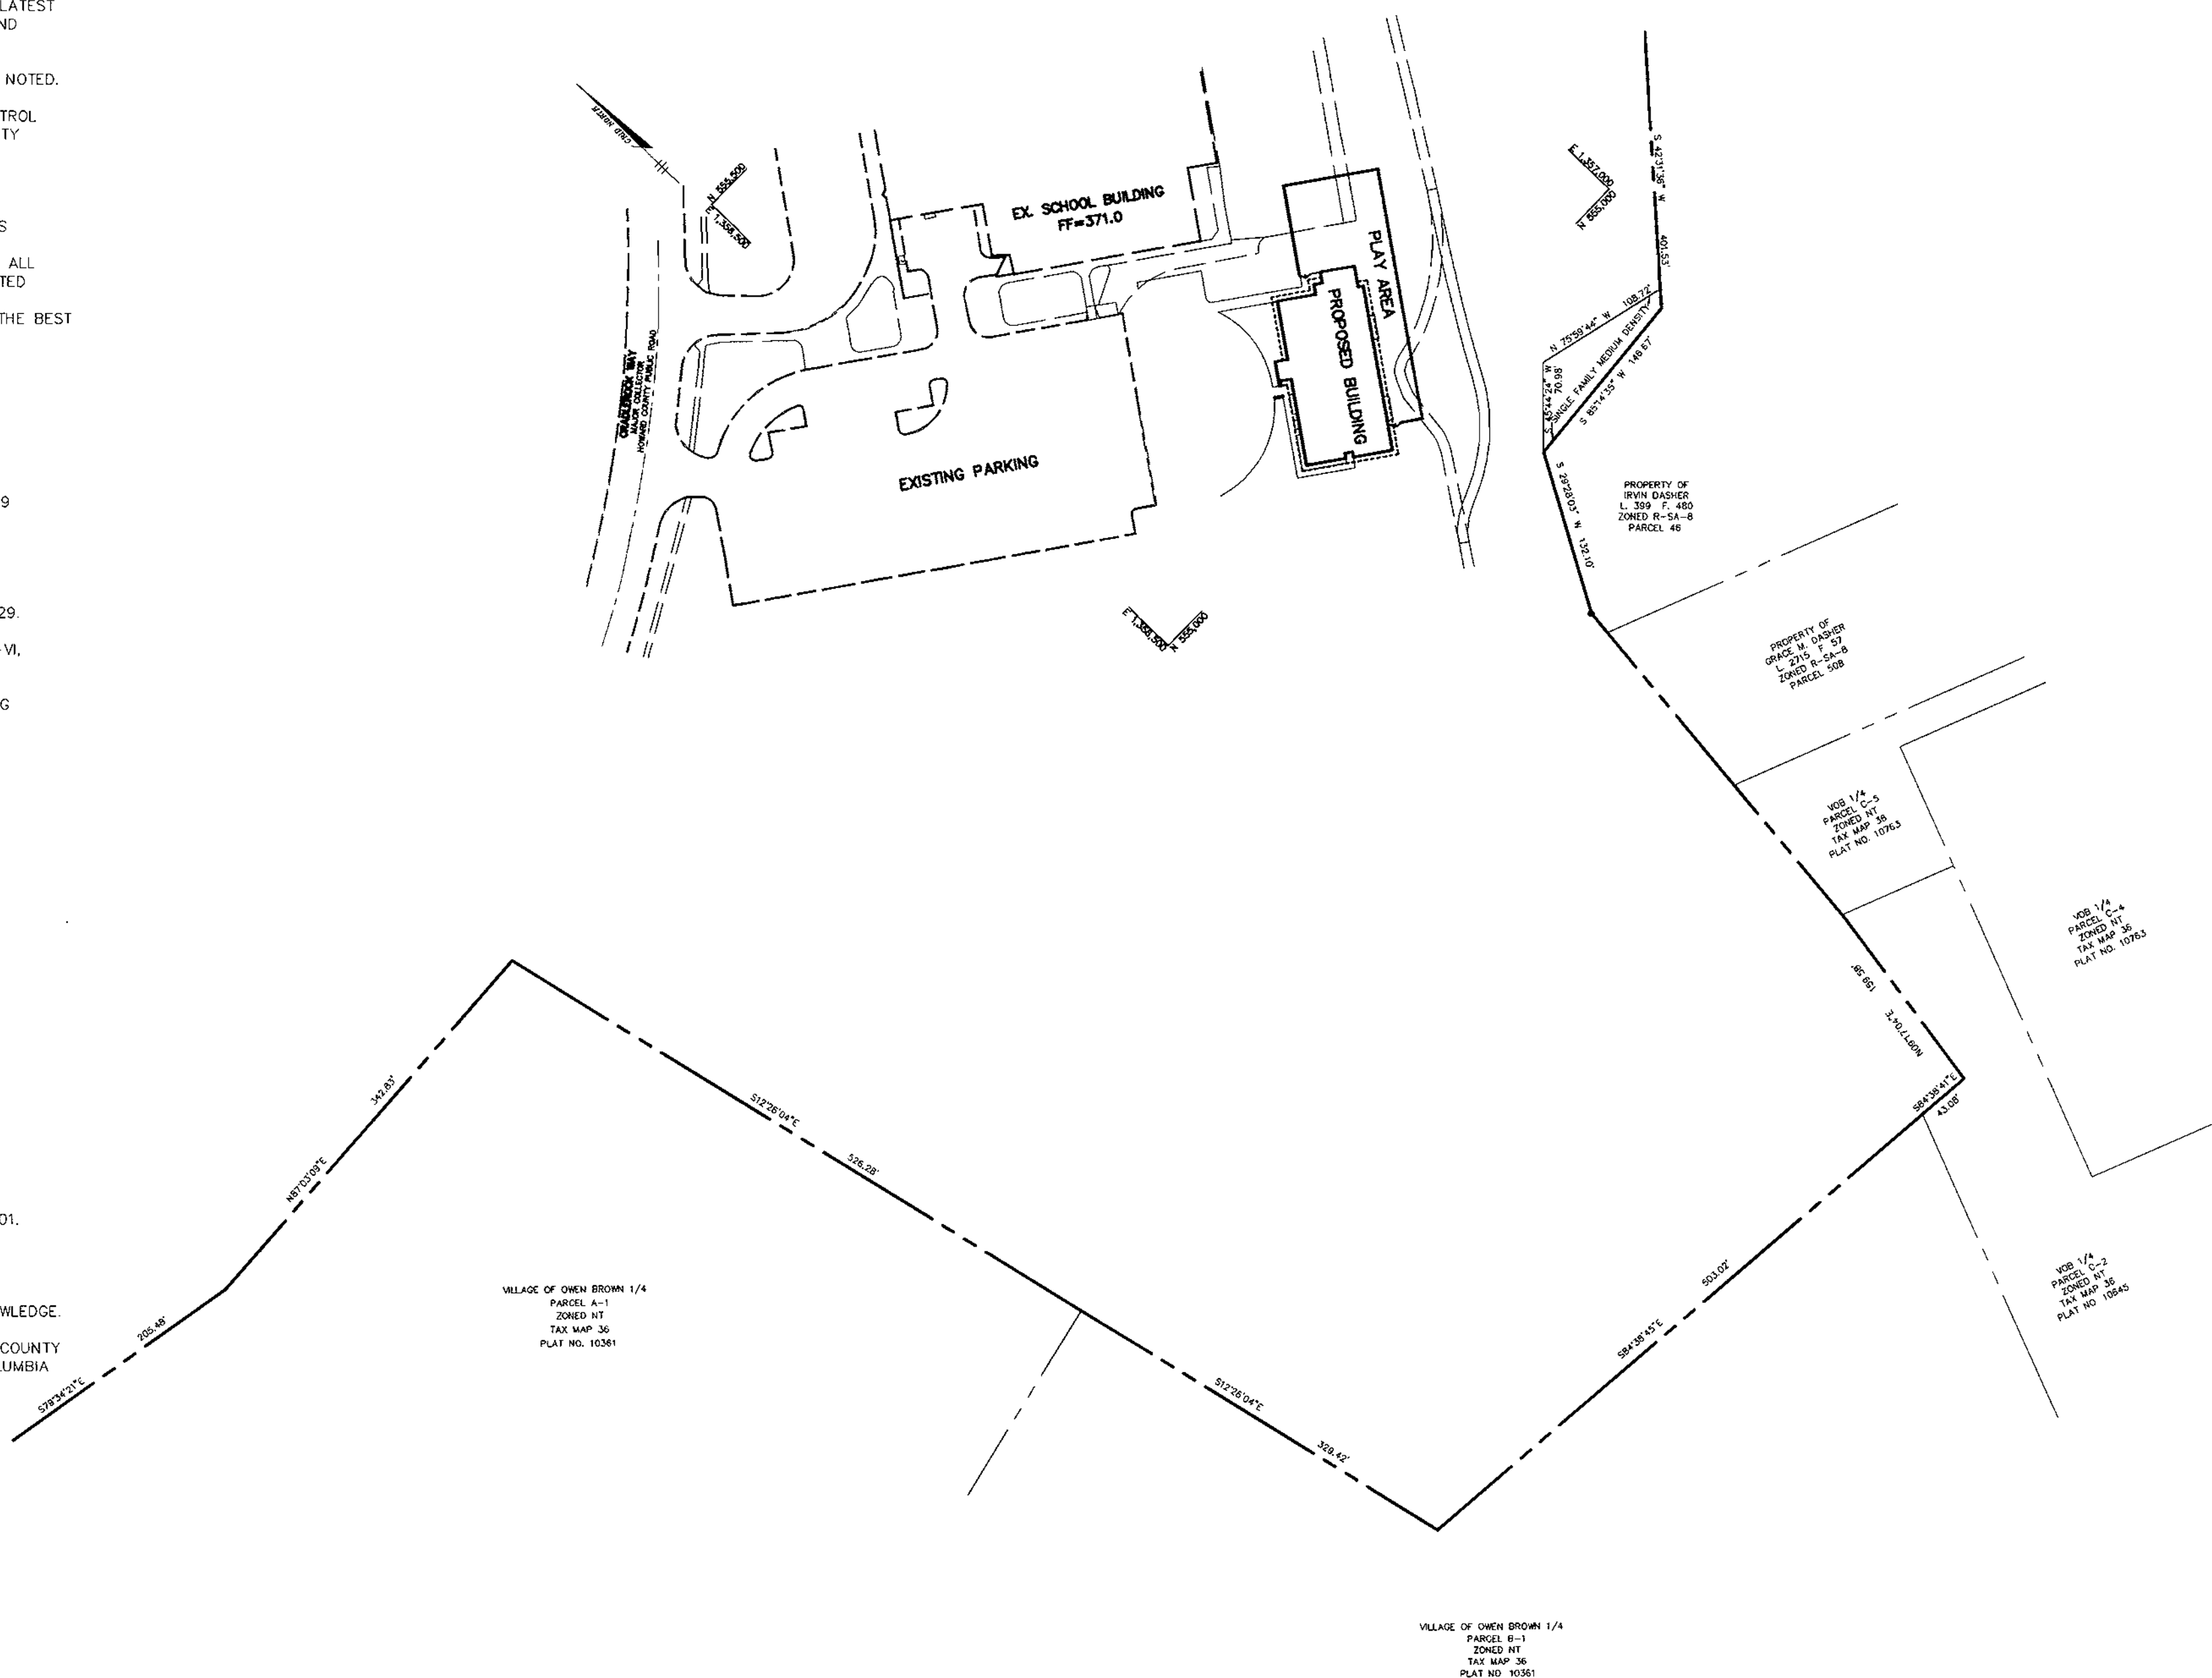 LATEST
ND
NOTED.
TROL
TY
S
ALL
TED
THE BEST
9
29.
-VI,
G
01.
WLEDGE.
COUNTY
LUMBIA
GRID NORTH
N 555,500
E 1,356,500
EX. SCHOOL BUILDING
FF=371.0
PLAY AREA
PROPOSED BUILDING
EXISTING PARKING
CRADLEROCK WAY
MAJOR COLLECTOR
HOWARD COUNTY PUBLIC ROAD
E 1,357,000
N 555,000
S 42°31'36" W
401.53'
N 75°59'44" W 108.72'
SINGLE FAMILY MEDIUM DENSITY
S 45°44'24" W
70.98'
S 85°14'35" W 148.67'
S 29°28'03" W 132.10'
E 1,356,500
N 555,000
PROPERTY OF
IRVIN DASHER
L. 399 F. 480
ZONED R-SA-8
PARCEL 46
PROPERTY OF
GRACE M. DASHER
L. 2715 F. 57
ZONED R-SA-8
PARCEL 508
VOB 1/4
PARCEL C-5
ZONED NT
TAX MAP 36
PLAT NO. 10763
VOB 1/4
PARCEL C-4
ZONED NT
TAX MAP 36
PLAT NO. 10763
159.58'
N09°17'04"E
S84°38'41"E
43.08'
VOB 1/4
PARCEL C-2
ZONED NT
TAX MAP 36
PLAT NO 10645
503.02'
S84°38'45"E
342.83'
N87°03'09"E
205.48'
S79°34'21"E
S12°26'04"E
526.28'
S12°26'04"E
329.42'
VILLAGE OF OWEN BROWN 1/4
PARCEL A-1
ZONED NT
TAX MAP 36
PLAT NO. 10361
VILLAGE OF OWEN BROWN 1/4
PARCEL B-1
ZONED NT
TAX MAP 36
PLAT NO 10361